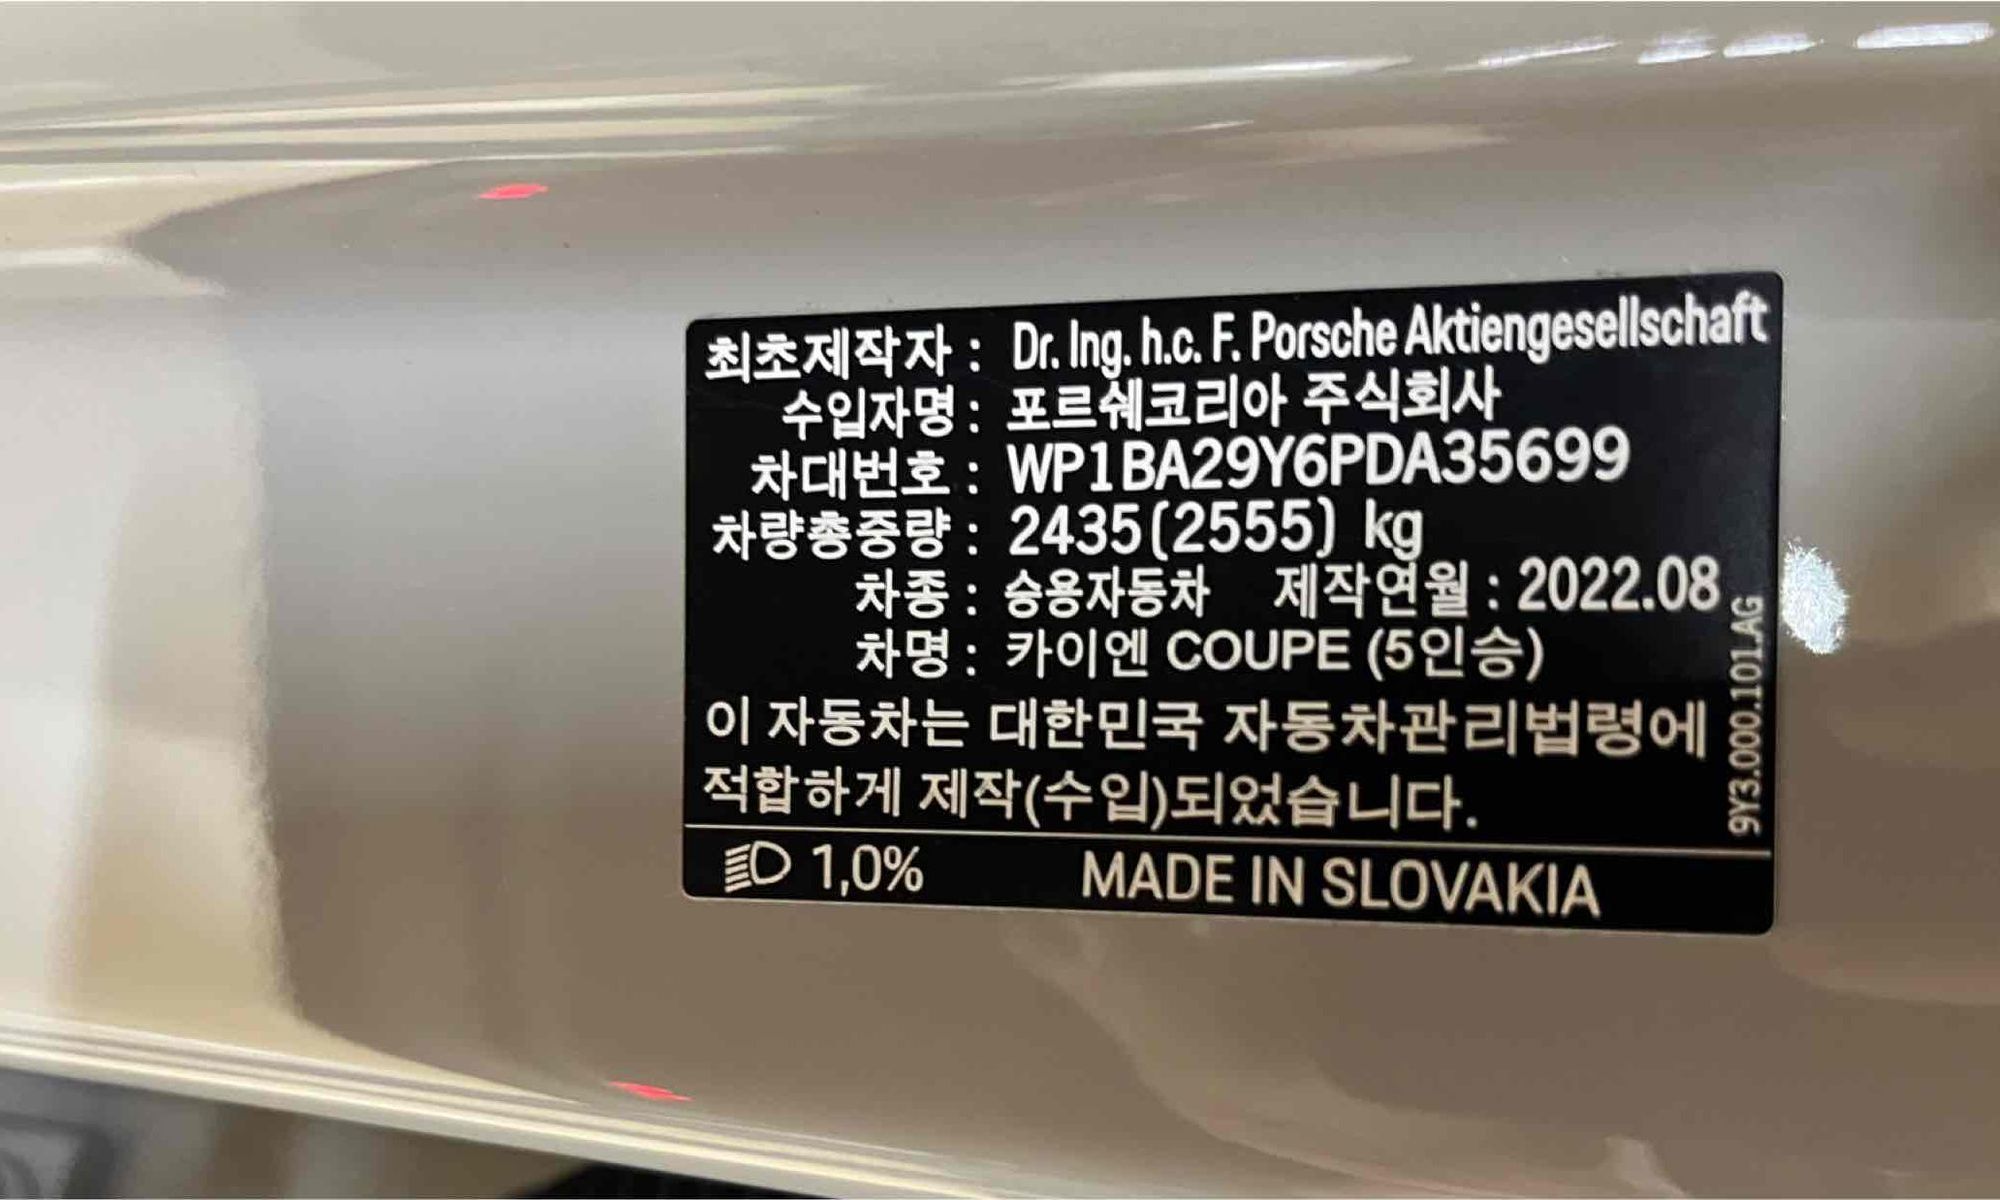 최초제작자 : Dr. Ing. h.c. F. Porsche Aktiengesellschaft
수입자명 : 포르쉐코리아 주식회사
차대번호 : WP1BA29Y6PDA35699
차량총중량 : 2435(2555) kg
차종 : 승용자동차 제작연월 : 2022.08
차명 : 카이엔 COUPE (5인승)
이 자동차는 대한민국 자동차관리법령에
적합하게 제작(수입)되었습니다.
9Y3.000.101.AG
1,0% MADE IN SLOVAKIA